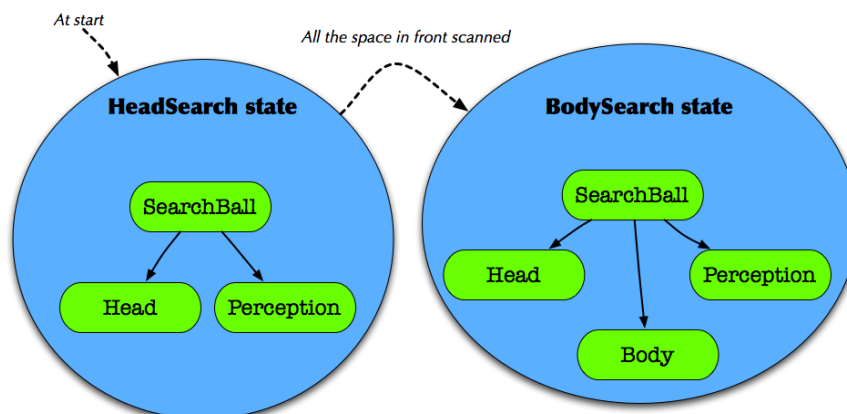 At start
All the space in front scanned
HeadSearch state
BodySearch state
SearchBall
Head
Perception
SearchBall
Head
Perception
Body